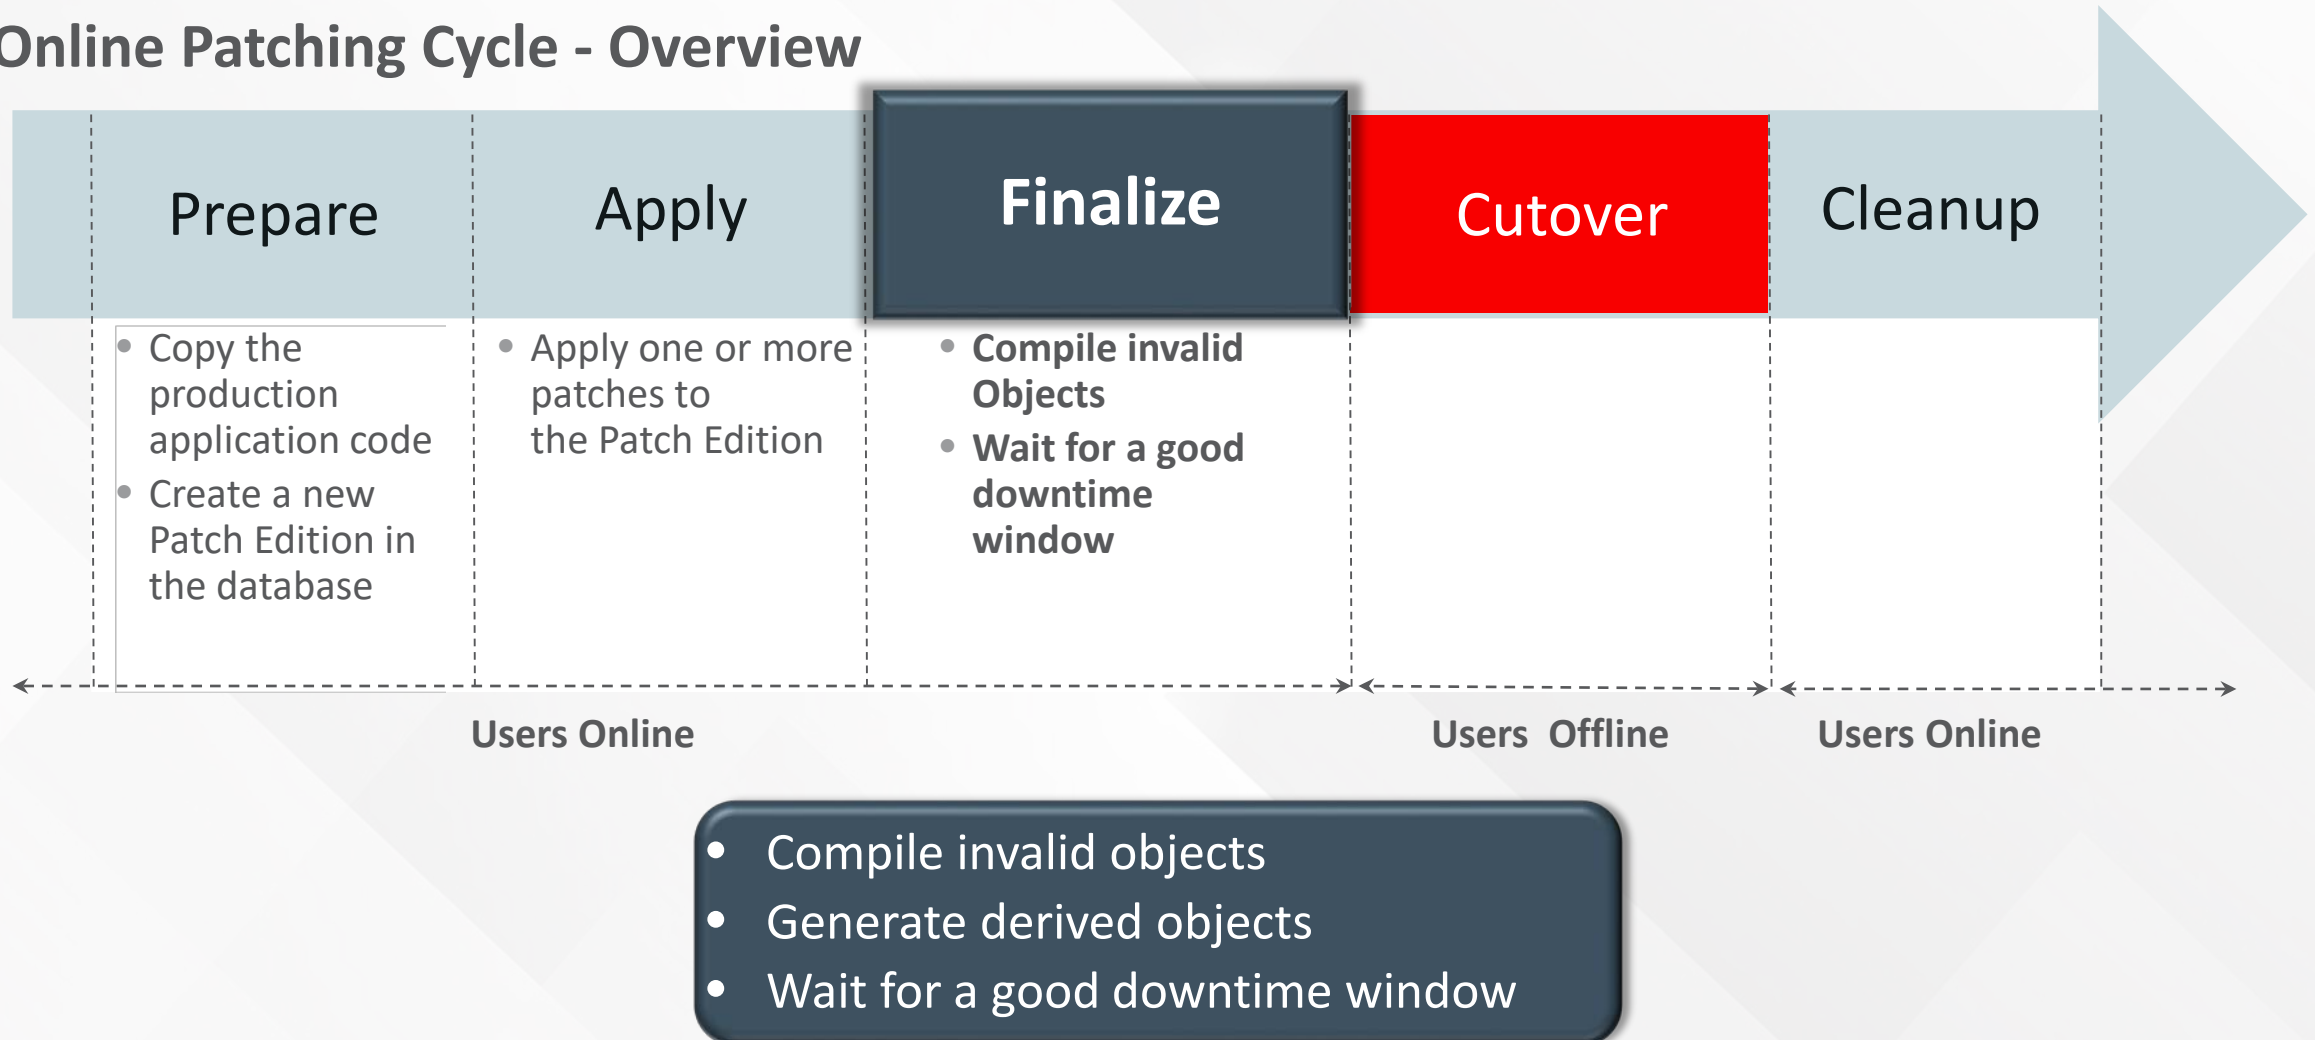 Online Patching Cycle - Overview
Prepare
Apply
Finalize
Cutover
Cleanup
• Copy the
production
application code
• Create a new
Patch Edition in
the database
• Apply one or more
patches to
the Patch Edition
• Compile invalid
Objects
• Wait for a good
downtime
window
Users Online
Users  Offline
Users Online
• Compile invalid objects
• Generate derived objects
• Wait for a good downtime window